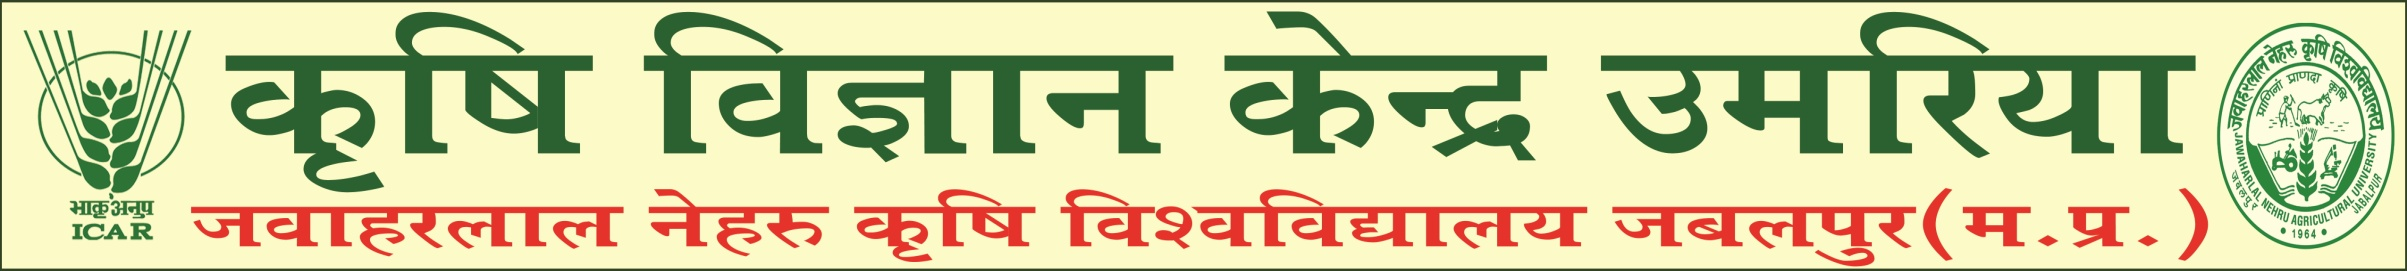 कृषि विज्ञान केन्द्र उमरिया
जवाहरलाल नेहरु कृषि विश्वविद्यालय जबलपुर(म.प्र.)
भाकृअनुप
ICAR
जवाहरलाल नेहरु कृषि विश्वविद्यालय
प्राणिनां प्राणदा कृषि
जबलपुर
JAWAHARLAL NEHRU AGRICULTURAL UNIVERSITY
JABALPUR
• 1964 •